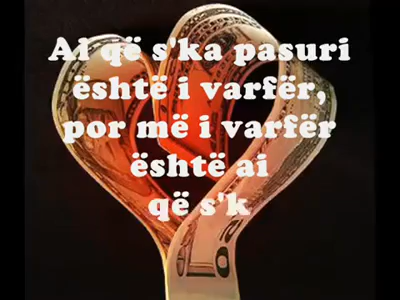 Ai që s'ka pasuri
është i varfër,
por më i varfër
është ai
që s'k